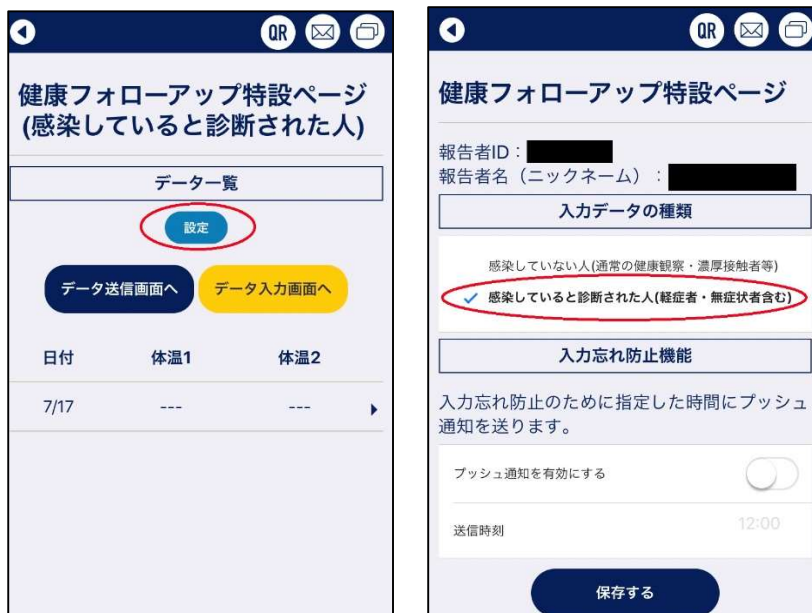 QR
健康フォローアップ特設ページ
(感染していると診断された人)
データ一覧
設定
データ送信画面へ
データ入力画面へ
日付 体温1 体温2
7/17 --- ---
QR
健康フォローアップ特設ページ
報告者ID：
報告者名（ニックネーム）：
入力データの種類
感染していない人(通常の健康観察・濃厚接触者等)
感染していると診断された人(軽症者・無症状者含む)
入力忘れ防止機能
入力忘れ防止のために指定した時間にプッシュ
通知を送ります。
プッシュ通知を有効にする
送信時刻 12:00
保存する